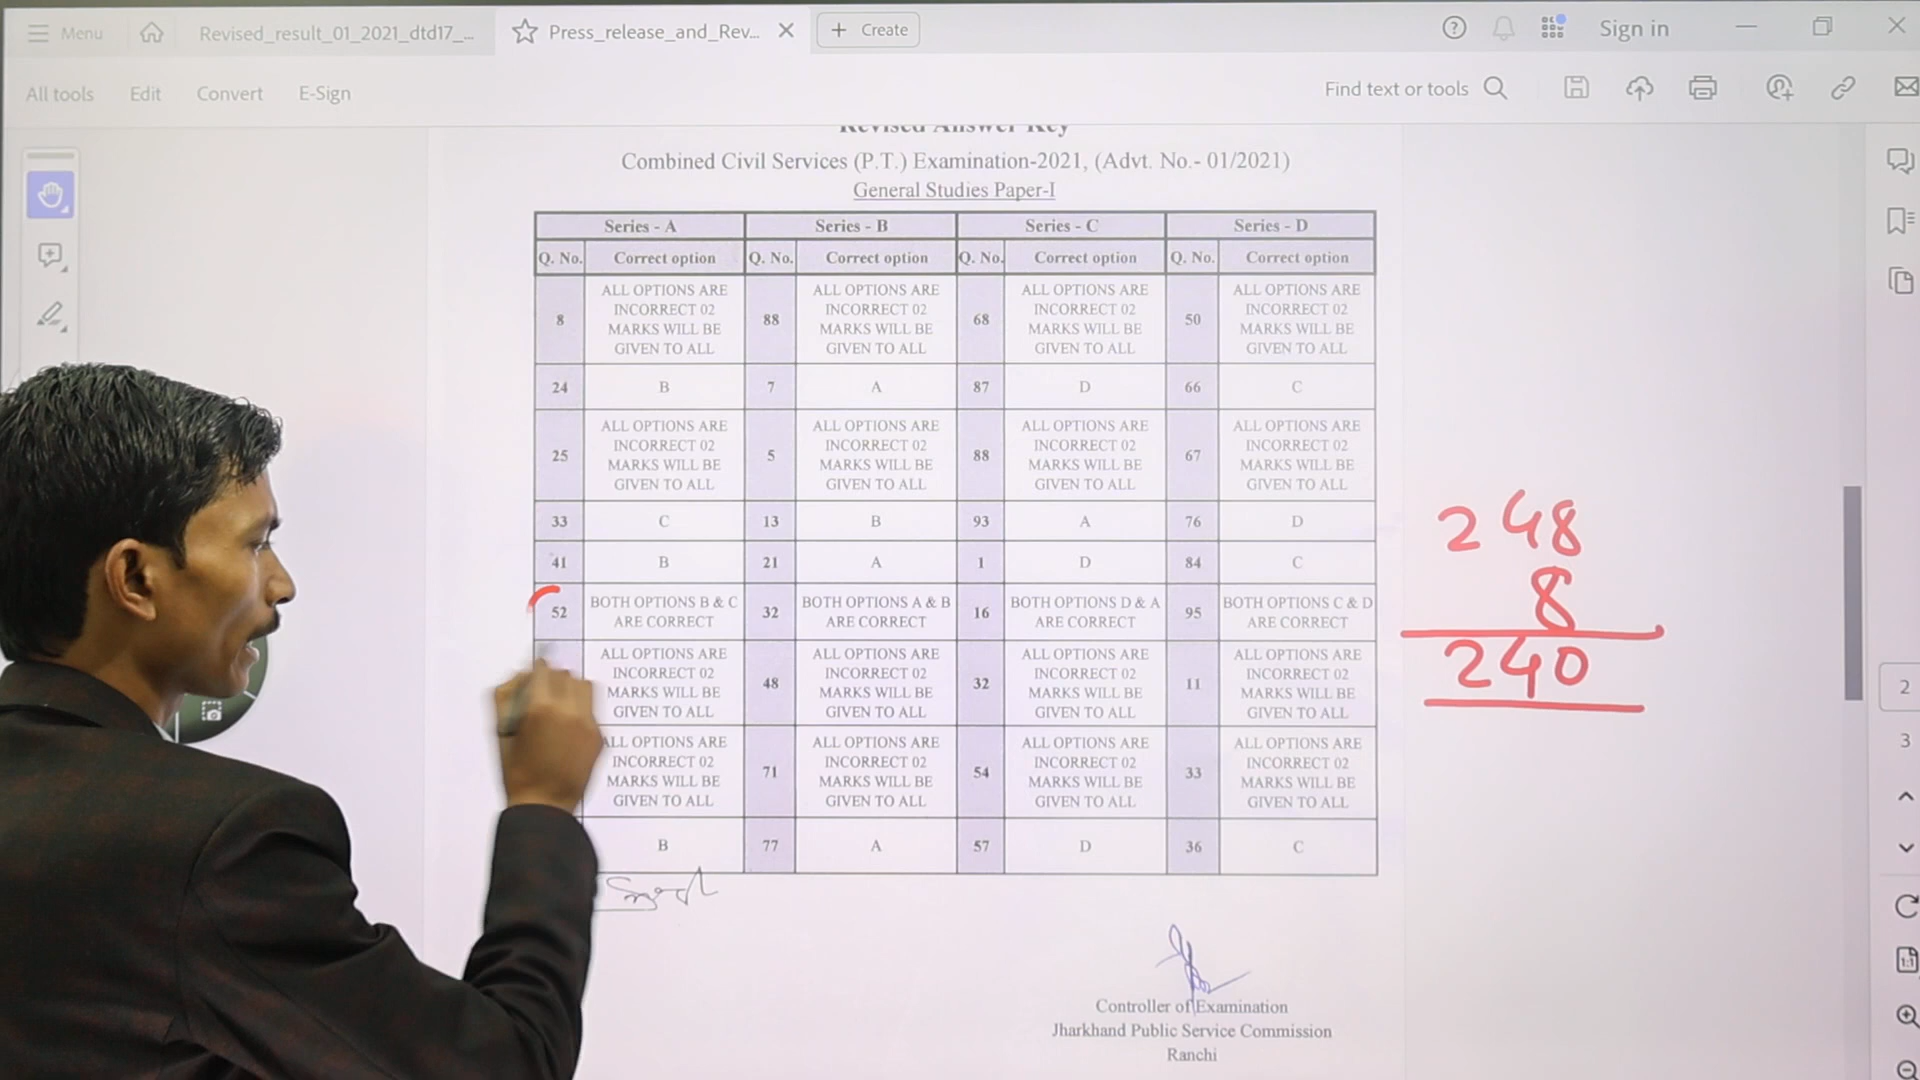 Menu
Revised_result_01_2021_dtd17_...
Press_release_and_Rev...
+ Create
Sign in
All tools
Edit
Convert
E-Sign
Find text or tools
Revised Answer Key
Combined Civil Services (P.T.) Examination-2021, (Advt. No.- 01/2021)
General Studies Paper-I
Series - A Series - B Series - C Series - D
Q. No. Correct option Q. No. Correct option Q. No. Correct option Q. No. Correct option
8 ALL OPTIONS ARE INCORRECT 02 MARKS WILL BE GIVEN TO ALL 88 ALL OPTIONS ARE INCORRECT 02 MARKS WILL BE GIVEN TO ALL 68 ALL OPTIONS ARE INCORRECT 02 MARKS WILL BE GIVEN TO ALL 50 ALL OPTIONS ARE INCORRECT 02 MARKS WILL BE GIVEN TO ALL
24 B 7 A 87 D 66 C
25 ALL OPTIONS ARE INCORRECT 02 MARKS WILL BE GIVEN TO ALL 5 ALL OPTIONS ARE INCORRECT 02 MARKS WILL BE GIVEN TO ALL 88 ALL OPTIONS ARE INCORRECT 02 MARKS WILL BE GIVEN TO ALL 67 ALL OPTIONS ARE INCORRECT 02 MARKS WILL BE GIVEN TO ALL
33 C 13 B 93 A 76 D
41 B 21 A 1 D 84 C
52 BOTH OPTIONS B & C ARE CORRECT 32 BOTH OPTIONS A & B ARE CORRECT 16 BOTH OPTIONS D & A ARE CORRECT 95 BOTH OPTIONS C & D ARE CORRECT
ALL OPTIONS ARE INCORRECT 02 MARKS WILL BE GIVEN TO ALL 48 ALL OPTIONS ARE INCORRECT 02 MARKS WILL BE GIVEN TO ALL 32 ALL OPTIONS ARE INCORRECT 02 MARKS WILL BE GIVEN TO ALL 11 ALL OPTIONS ARE INCORRECT 02 MARKS WILL BE GIVEN TO ALL
ALL OPTIONS ARE INCORRECT 02 MARKS WILL BE GIVEN TO ALL 71 ALL OPTIONS ARE INCORRECT 02 MARKS WILL BE GIVEN TO ALL 54 ALL OPTIONS ARE INCORRECT 02 MARKS WILL BE GIVEN TO ALL 33 ALL OPTIONS ARE INCORRECT 02 MARKS WILL BE GIVEN TO ALL
B 77 A 57 D 36 C
248
8
240
Controller of Examination
Jharkhand Public Service Commission
Ranchi
2
3
1:1